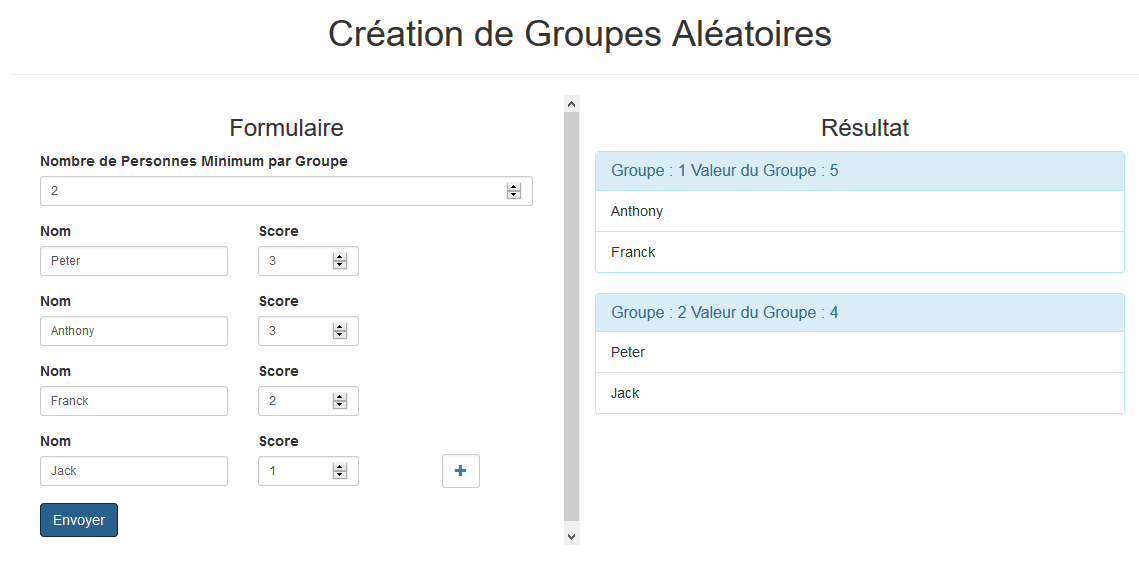 Création de Groupes Aléatoires
Formulaire
Nombre de Personnes Minimum par Groupe
2
Nom Score
Peter 3
Nom Score
Anthony 3
Nom Score
Franck 2
Nom Score
Jack 1 +
Envoyer
Résultat
Groupe : 1 Valeur du Groupe : 5
Anthony
Franck
Groupe : 2 Valeur du Groupe : 4
Peter
Jack